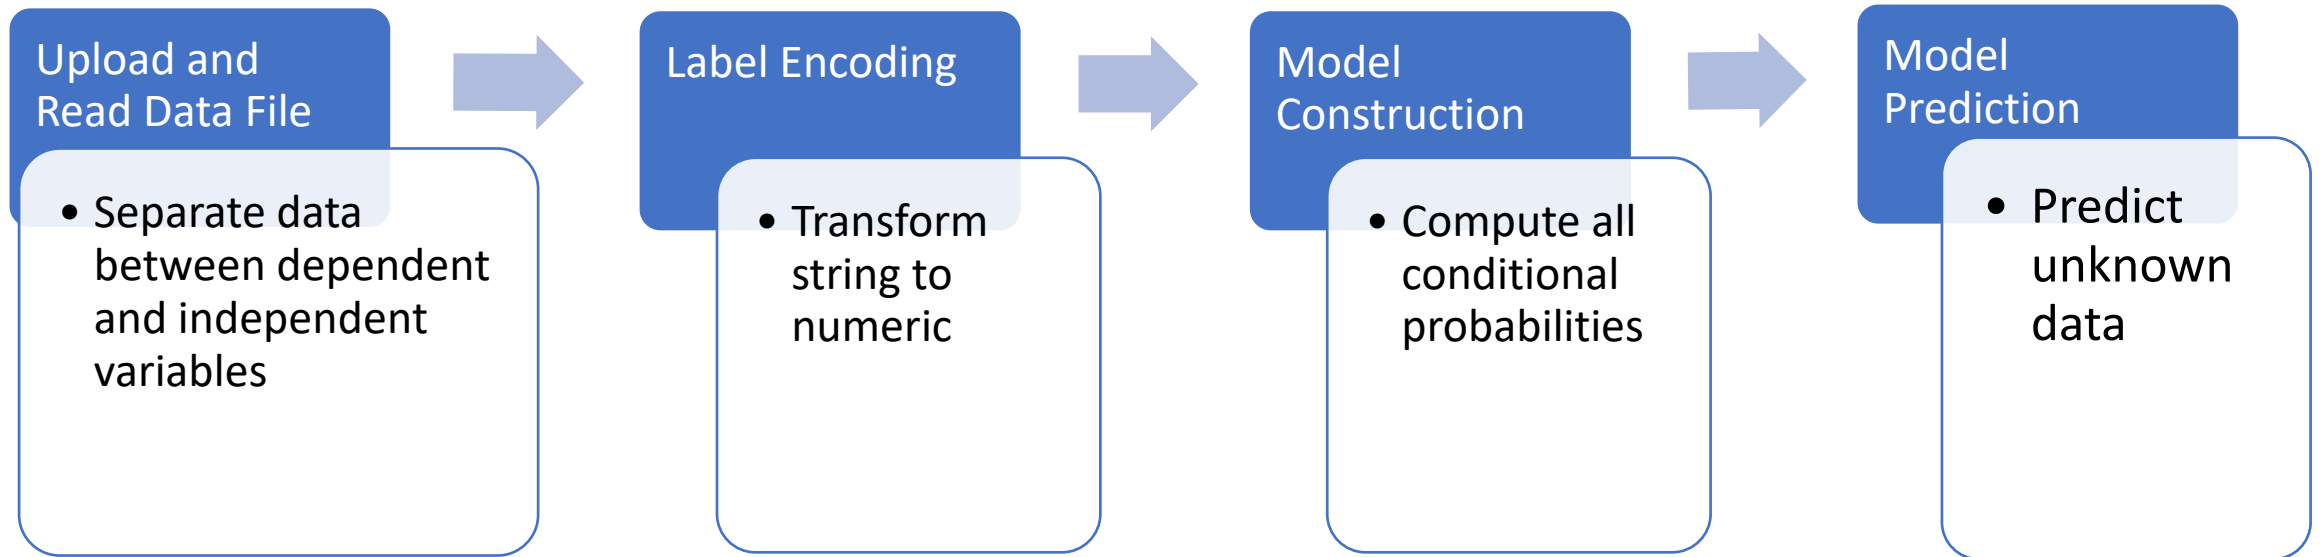 Upload and
Read Data File
• Separate data
between dependent
and independent
variables
Label Encoding
• Transform
string to
numeric
Model
Construction
• Compute all
conditional
probabilities
Model
Prediction
• Predict
unknown
data